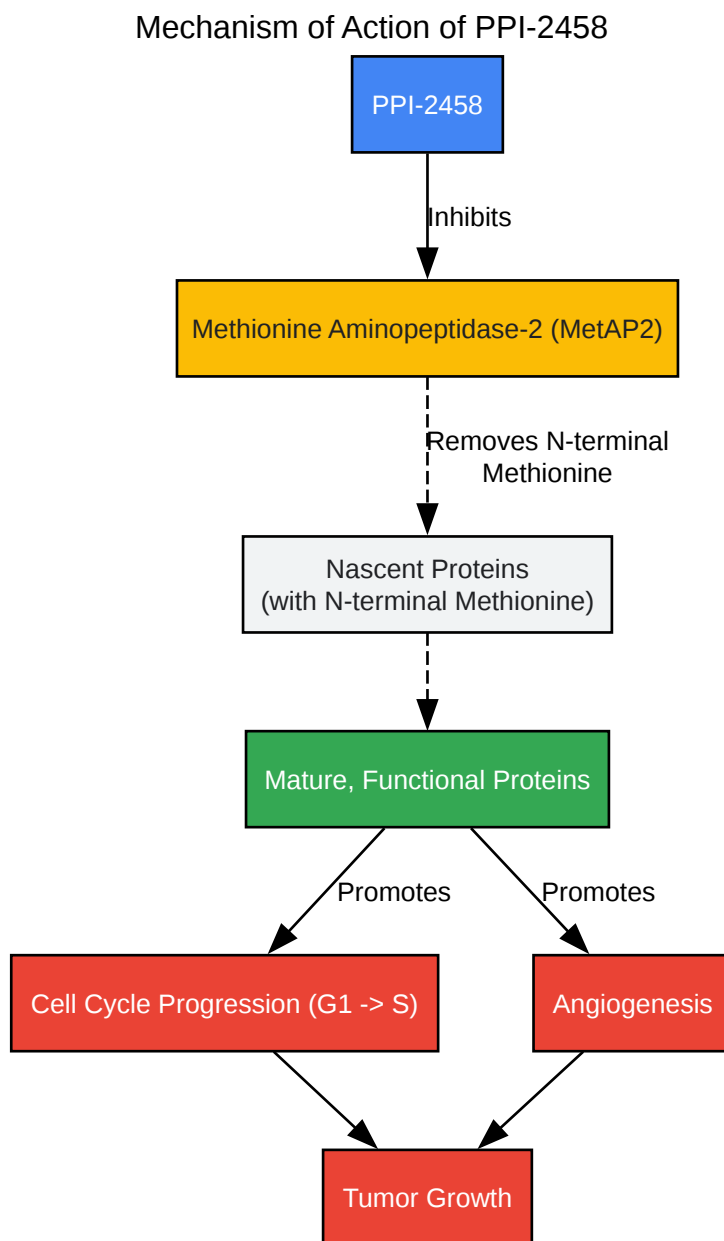 Mechanism of Action of PPI-2458
PPI-2458
Inhibits
Methionine Aminopeptidase-2 (MetAP2)
Removes N-terminal
Methionine
Nascent Proteins
(with N-terminal Methionine)
Mature, Functional Proteins
Promotes
Promotes
Cell Cycle Progression (G1 -> S)
Angiogenesis
Tumor Growth